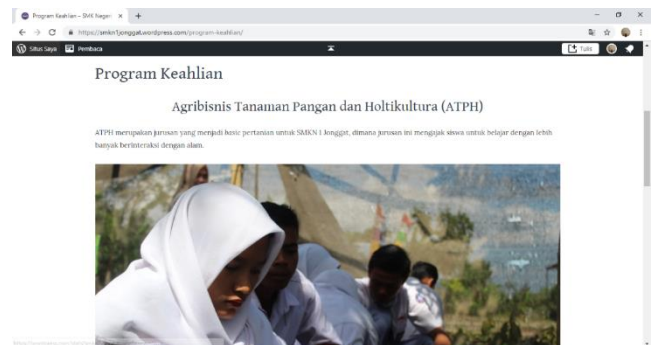 Program Keahlian – SMK Neger
https://smkn1jonggat.wordpress.com/program-keahlian/
Situs Saya Pembaca Tulis
Program Keahlian
Agribisnis Tanaman Pangan dan Holtikultura (ATPH)
ATPH merupakan jurusan yang menjadi basic pertanian untuk SMKN 1 Jonggat, dimana jurusan ini mengajak siswa untuk belajar dengan lebih
banyak berinteraksi dengan alam.